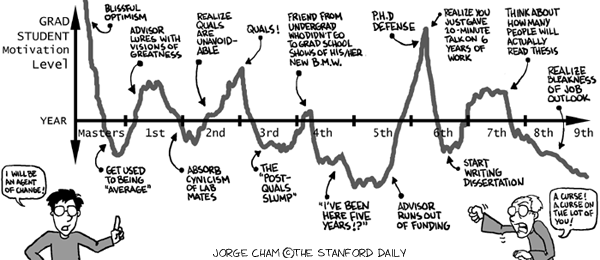 GRAD
STUDENT
Motivation
Level
BLISSFUL
OPTIMISM
ADVISOR
LURES WITH
VISIONS OF
GREATNESS
REALIZE
QUALS
ARE
UNAVOID-
ABLE
QUALS!
FRIEND FROM
UNDERGRAD
WHO DIDN'T GO
TO GRAD SCHOOL
SHOWS OFF HIS/HER
NEW B.M.W.
P.H.D
DEFENSE
REALIZE YOU
JUST GAVE
20-MINUTE
TALK ON 6
YEARS OF
WORK
THINK ABOUT
HOW MANY
PEOPLE WILL
ACTUALLY
READ THESIS
REALIZE
BLEAKNESS
OF JOB
OUTLOOK
YEAR
Masters 1st 2nd 3rd 4th 5th 6th 7th 8th 9th
GET USED
TO BEING
"AVERAGE"
ABSORB
CYNICISM
OF LAB
MATES
THE
"POST-
QUALS
SLUMP"
"I'VE BEEN
HERE FIVE
YEARS!?"
ADVISOR
RUNS OUT
OF FUNDING
START
WRITING
DISSERTATION
I WILL BE
AN AGENT
OF CHANGE!
A CURSE!
A CURSE ON
THE LOT OF
YOU!
JORGE CHAM ©THE STANFORD DAILY